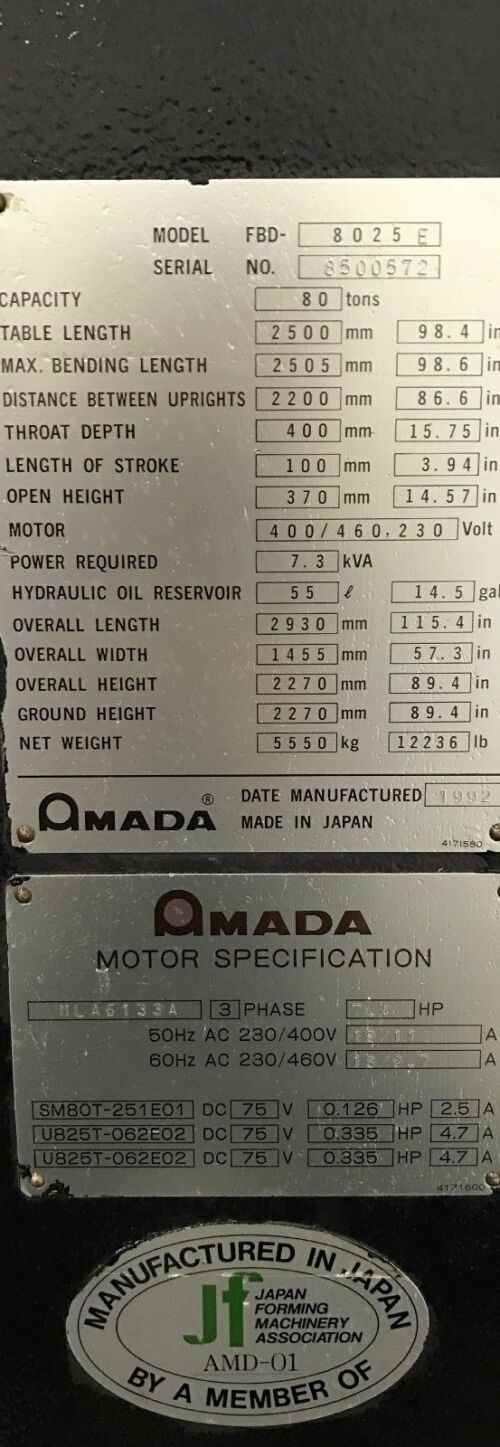 MODEL FBD- 8025 E
SERIAL NO. 8500572
CAPACITY 80 tons
TABLE LENGTH 2500 mm 98.4 in
MAX. BENDING LENGTH 2505 mm 98.6 in
DISTANCE BETWEEN UPRIGHTS 2200 mm 86.6 in
THROAT DEPTH 400 mm 15.75 in
LENGTH OF STROKE 100 mm 3.94 in
OPEN HEIGHT 370 mm 14.57 in
MOTOR 400/460,230 Volt
POWER REQUIRED 7.3 kVA
HYDRAULIC OIL RESERVOIR 55 ℓ 14.5 gal
OVERALL LENGTH 2930 mm 115.4 in
OVERALL WIDTH 1455 mm 57.3 in
OVERALL HEIGHT 2270 mm 89.4 in
GROUND HEIGHT 2270 mm 89.4 in
NET WEIGHT 5550 kg 12236 lb
AMADA ® DATE MANUFACTURED 1992
MADE IN JAPAN
4171580
AMADA
MOTOR SPECIFICATION
MLA6133A 3 PHASE HP
50Hz AC 230/400V A
60Hz AC 230/460V A
SM80T-251E01 DC 75 V 0.126 HP 2.5 A
U825T-062E02 DC 75 V 0.335 HP 4.7 A
U825T-062E02 DC 75 V 0.335 HP 4.7 A
4171600
MANUFACTURED IN JAPAN
Jf JAPAN
FORMING
MACHINERY
ASSOCIATION
AMD-01
BY A MEMBER OF